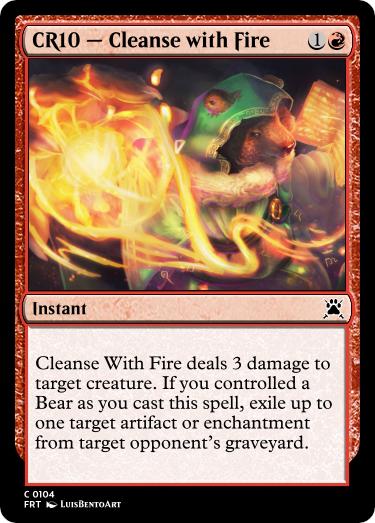 CR10 — Cleanse with Fire 1
Instant
Cleanse With Fire deals 3 damage to
target creature. If you controlled a
Bear as you cast this spell, exile up to
one target artifact or enchantment
from target opponent's graveyard.
C 0104
FRT LuisBentoArt